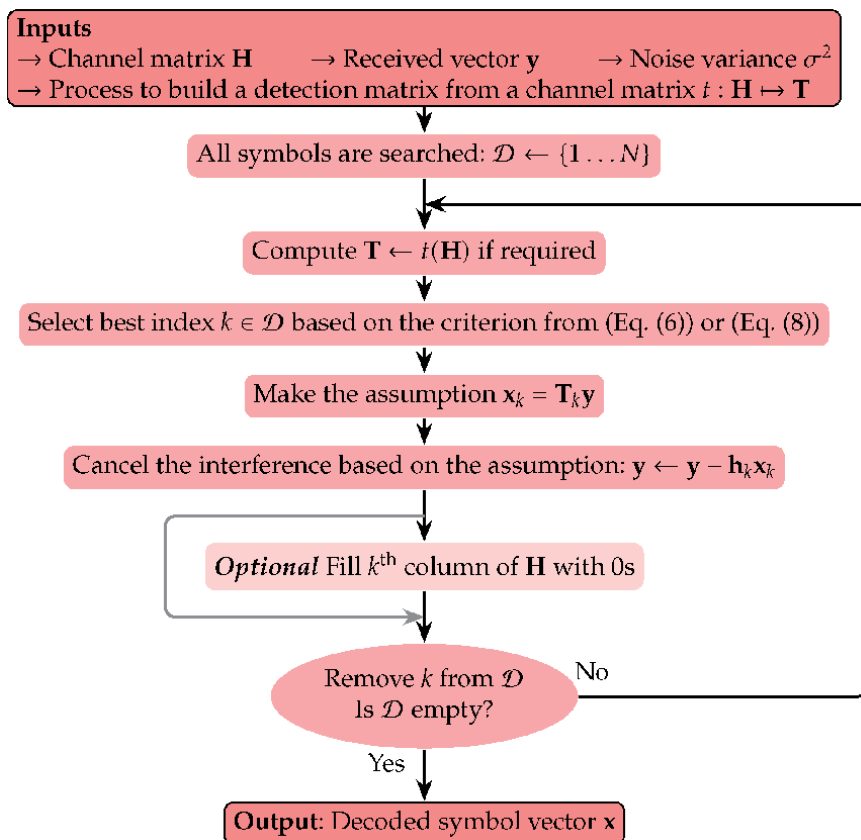 Inputs
→ Channel matrix H → Received vector y → Noise variance σ²
→ Process to build a detection matrix from a channel matrix t : H ↦ T
All symbols are searched: 𝒟 ← {1 … N}
Compute T ← t(H) if required
Select best index k ∈ 𝒟 based on the criterion from (Eq. (6)) or (Eq. (8))
Make the assumption xₖ = Tₖy
Cancel the interference based on the assumption: y ← y − hₖxₖ
Optional Fill kᵗʰ column of H with 0s
Remove k from 𝒟
Is 𝒟 empty?
No
Yes
Output: Decoded symbol vector x